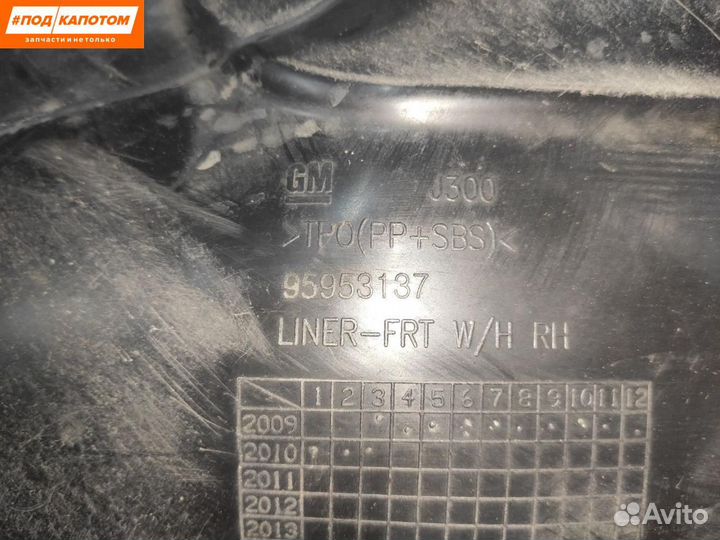 #ПОД КАПОТОМ
запчасти и не только
GM J300
>TPO(PP+SBS)<
95953137
LINER-FRT W/H RH
1 2 3 4 5 6 7 8 9 10 11 12
2009
2010
2011
2012
2013
Avito